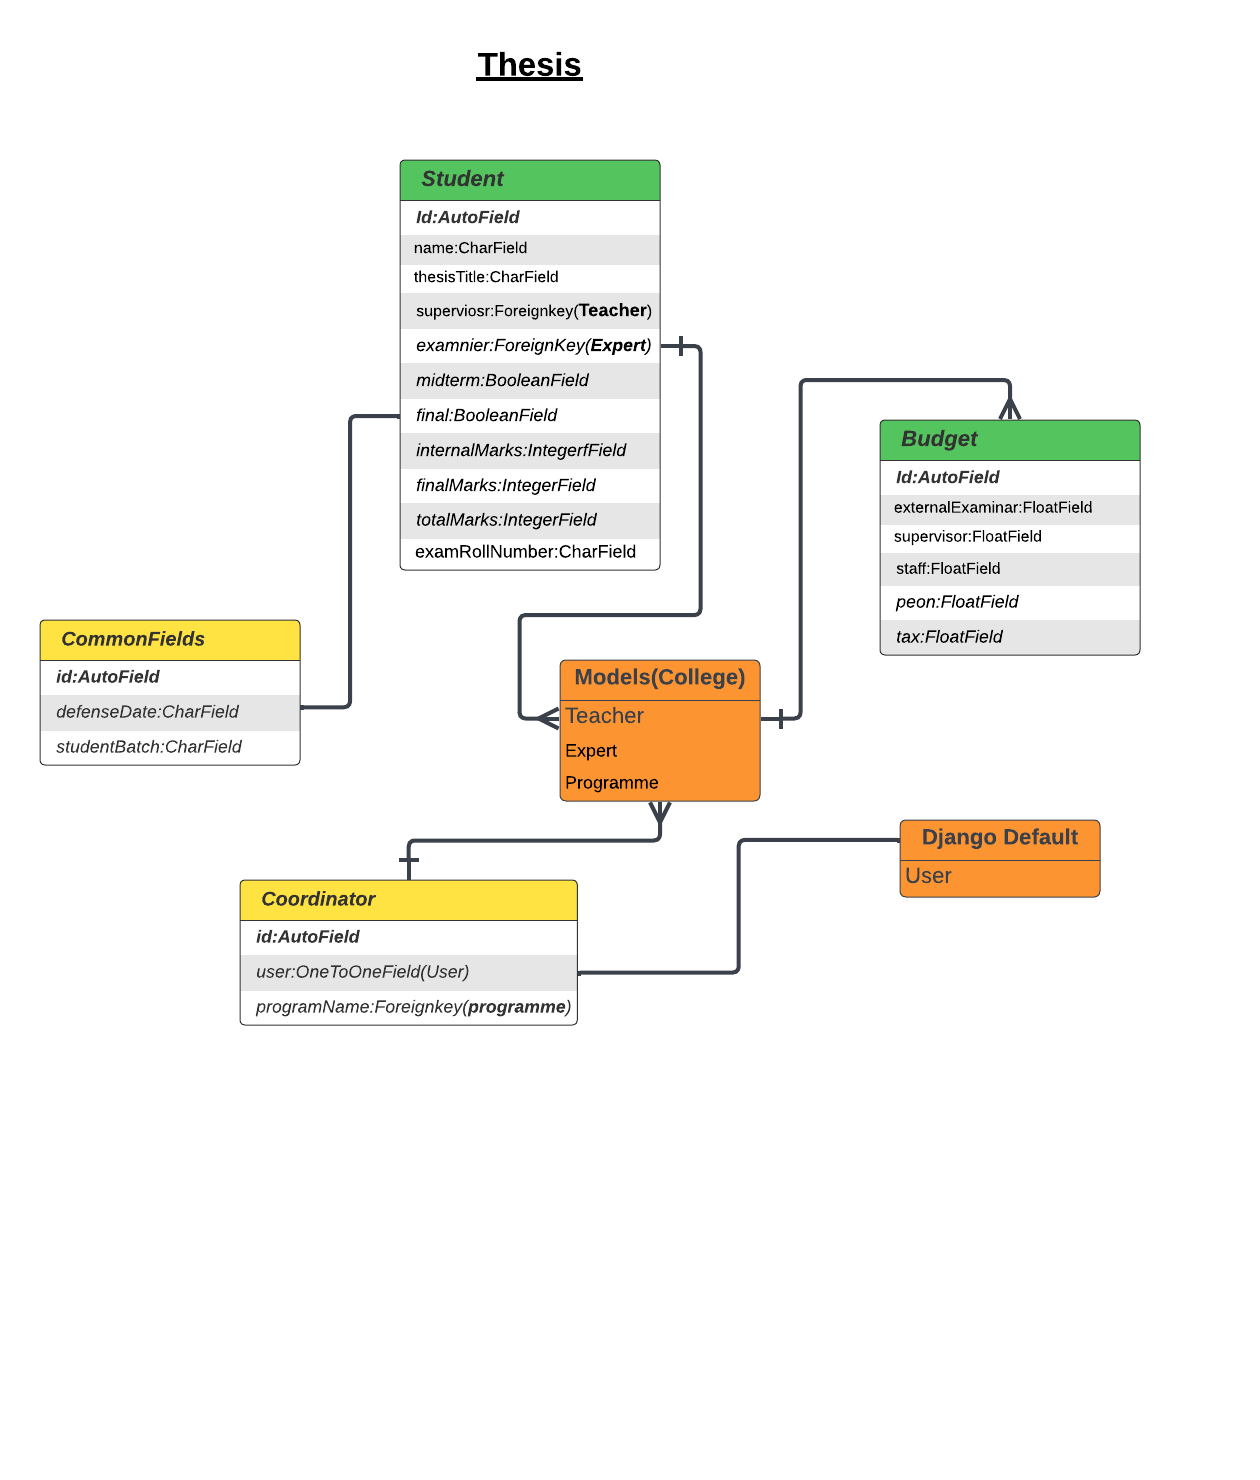 Thesis
Student
Id:AutoField
name:CharField
thesisTitle:CharField
superviosr:Foreignkey(Teacher)
examnier:ForeignKey(Expert)
midterm:BooleanField
final:BooleanField
internalMarks:IntegerfField
finalMarks:IntegerField
totalMarks:IntegerField
examRollNumber:CharField
Budget
Id:AutoField
externalExaminar:FloatField
supervisor:FloatField
staff:FloatField
peon:FloatField
tax:FloatField
CommonFields
id:AutoField
defenseDate:CharField
studentBatch:CharField
Models(College)
Teacher
Expert
Programme
Django Default
User
Coordinator
id:AutoField
user:OneToOneField(User)
programName:Foreignkey(programme)